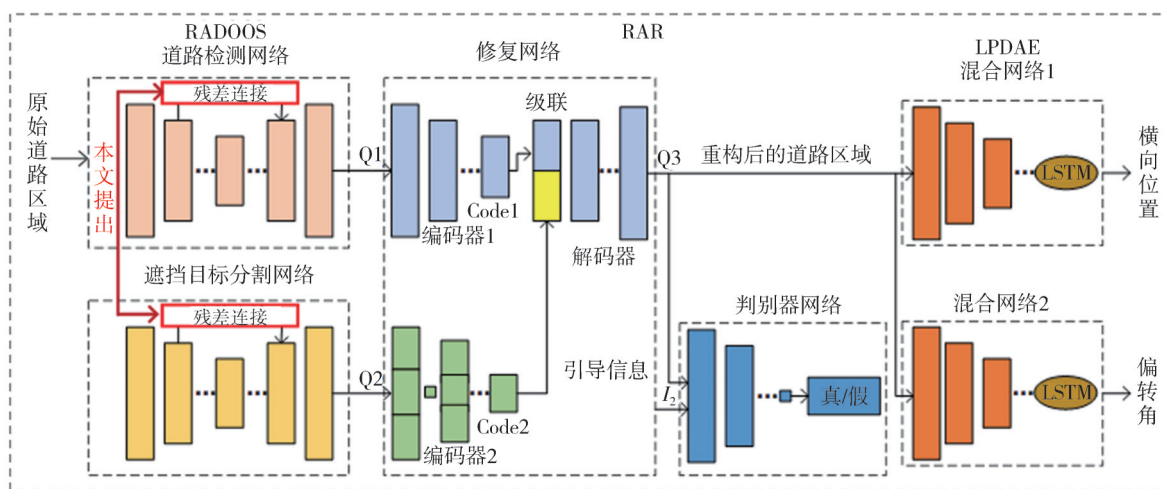 RADOOS
道路检测网络
残差连接
原始道路区域
本文提出
遮挡目标分割网络
残差连接
Q1
Q2
RAR
修复网络
级联
Code1
编码器1
解码器
Code2
编码器2
引导信息
Q3
重构后的道路区域
判别器网络
I₂
真/假
LPDAE
混合网络1
LSTM
横向位置
混合网络2
LSTM
偏转角